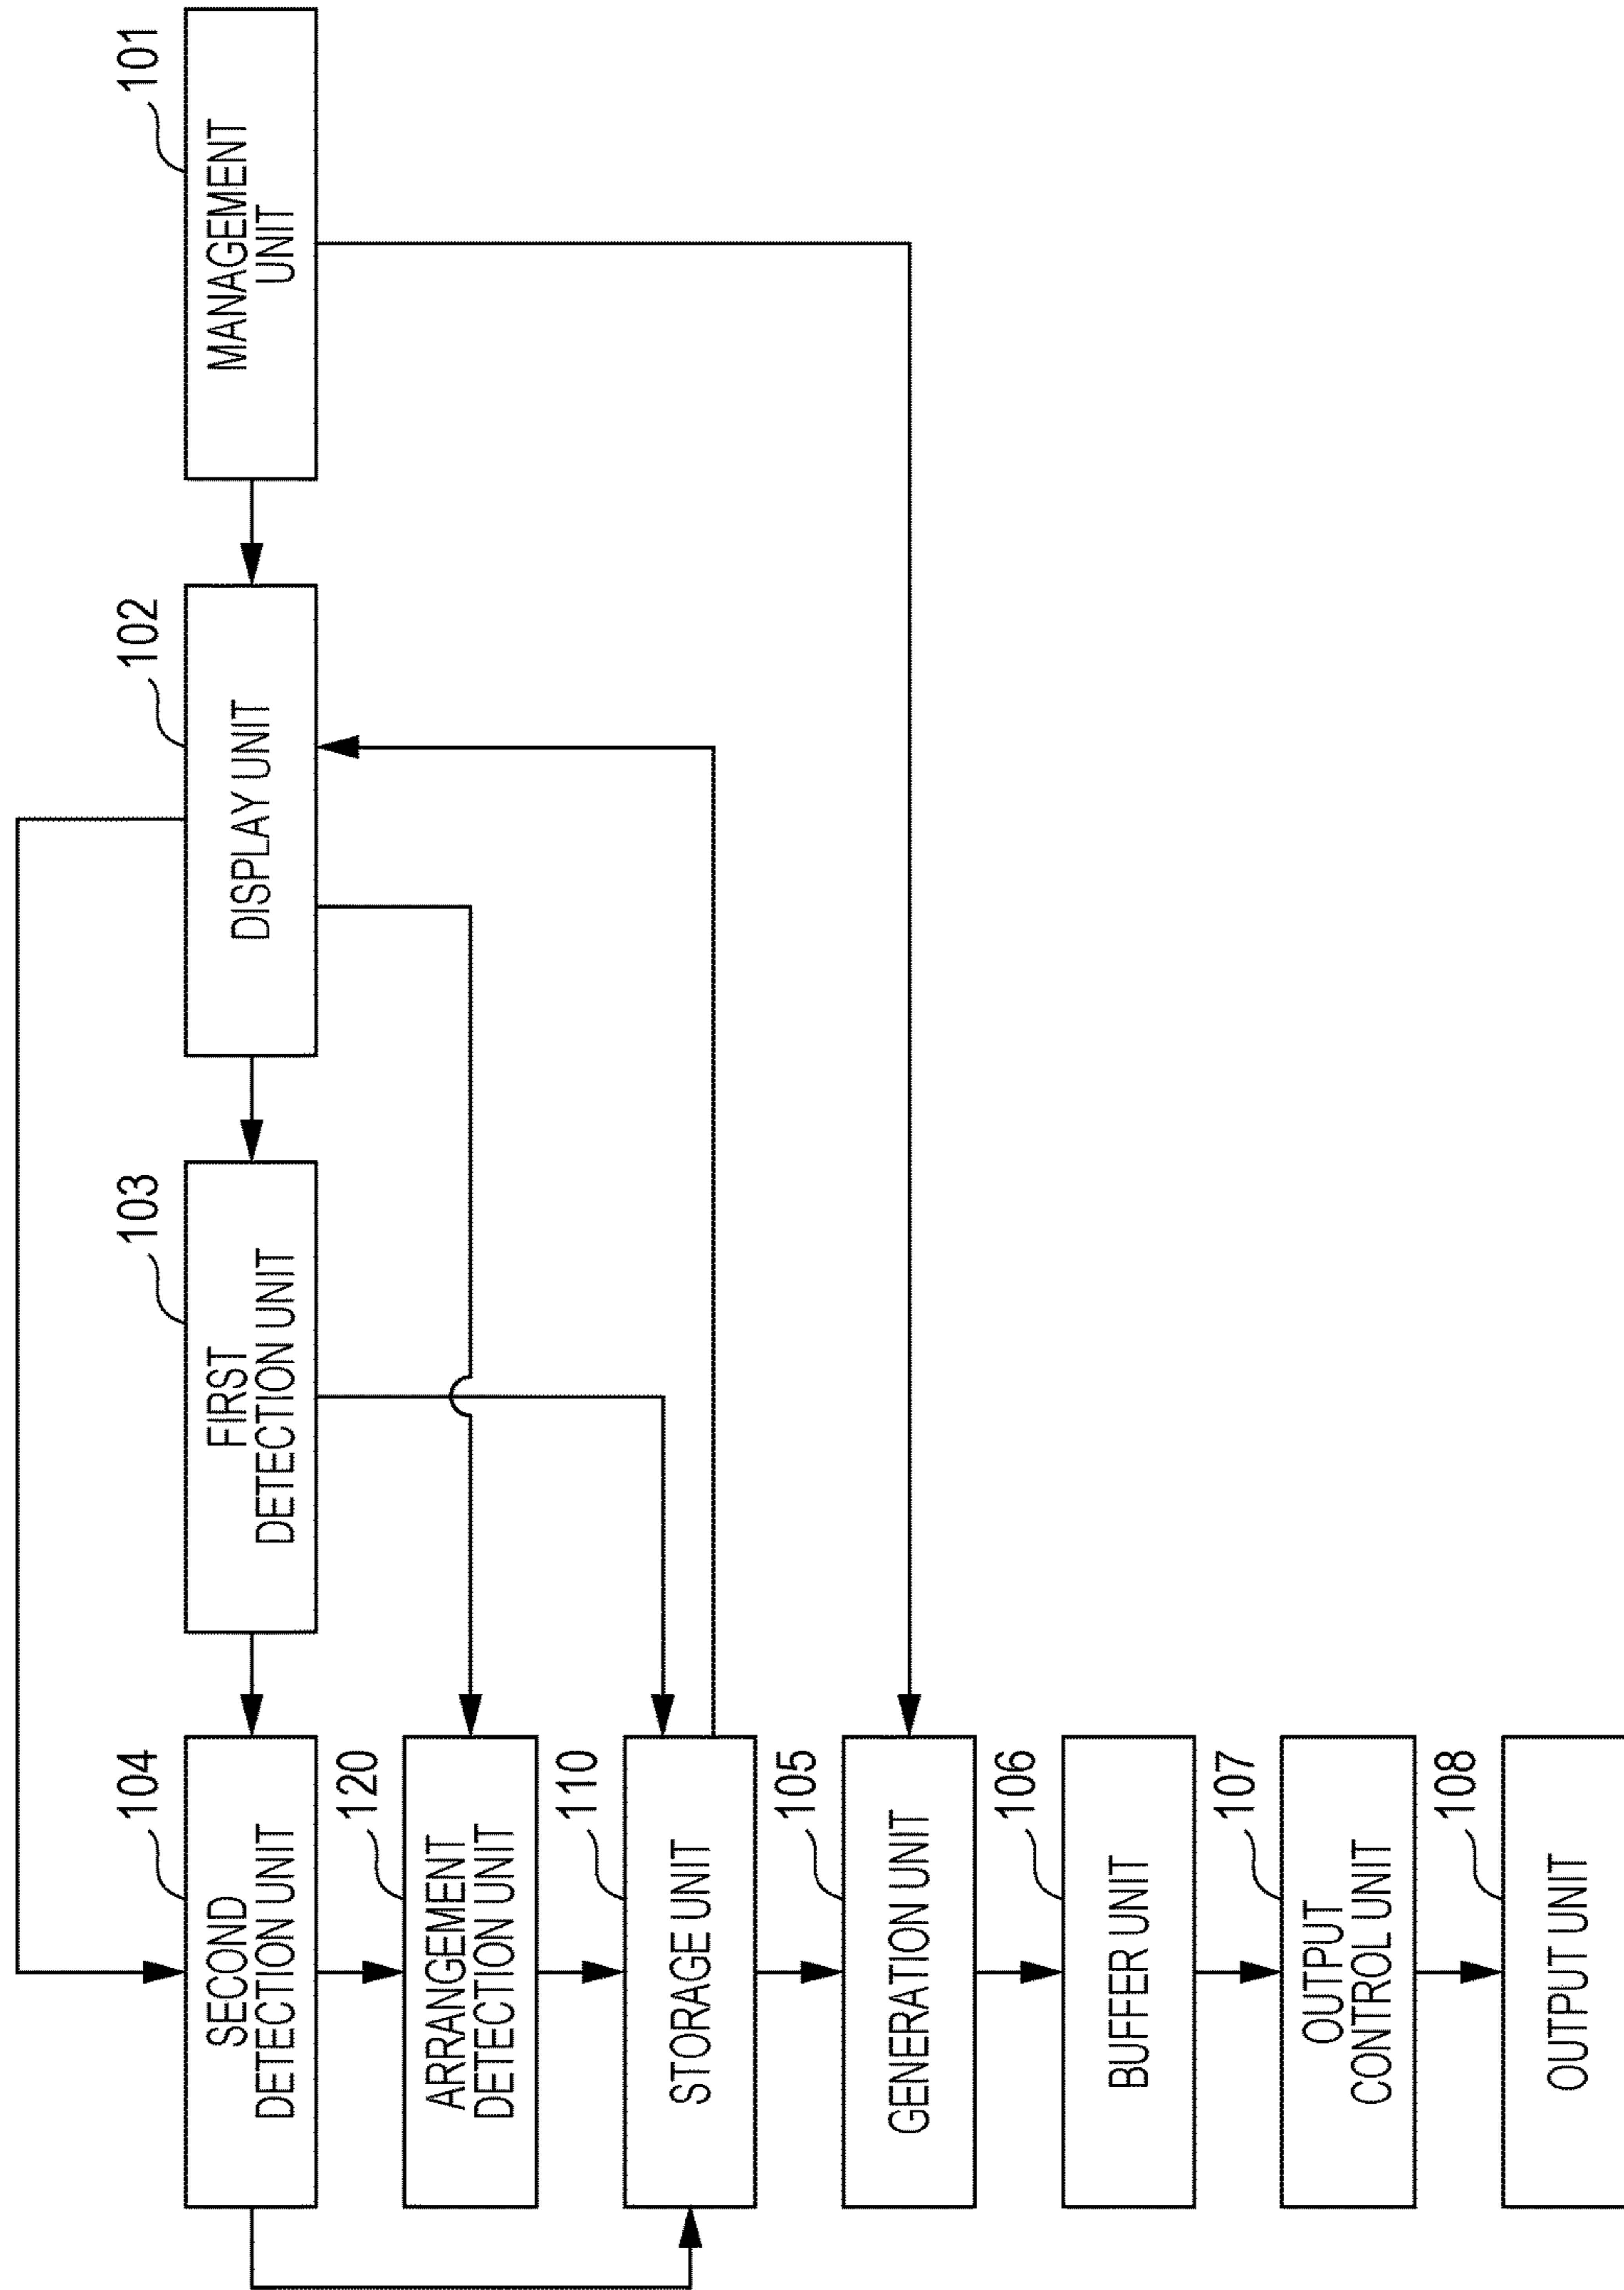 101
MANAGEMENT
UNIT
102
DISPLAY UNIT
103
FIRST
DETECTION UNIT
104
SECOND
DETECTION UNIT
120
ARRANGEMENT
DETECTION UNIT
110
STORAGE UNIT
105
GENERATION UNIT
106
BUFFER UNIT
107
OUTPUT
CONTROL UNIT
108
OUTPUT UNIT